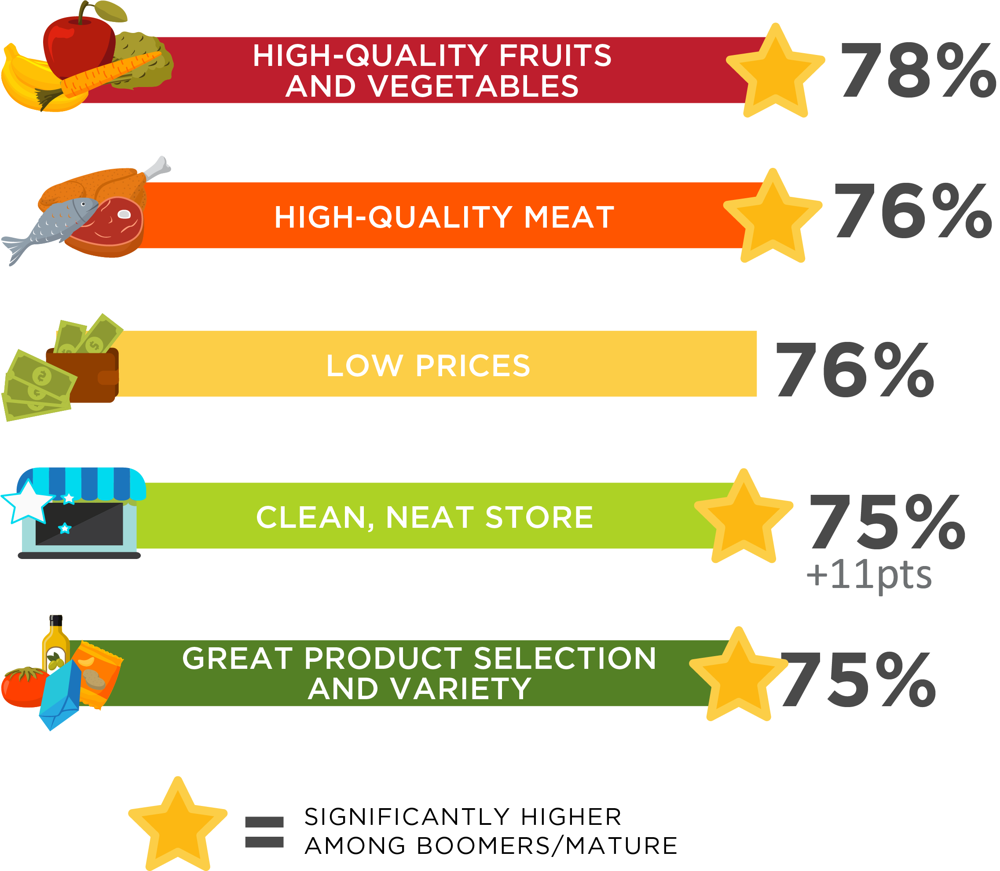 HIGH-QUALITY FRUITS
AND VEGETABLES
78%
HIGH-QUALITY MEAT
76%
LOW PRICES
76%
CLEAN, NEAT STORE
75%
+11pts
GREAT PRODUCT SELECTION
AND VARIETY
75%
= SIGNIFICANTLY HIGHER
AMONG BOOMERS/MATURE